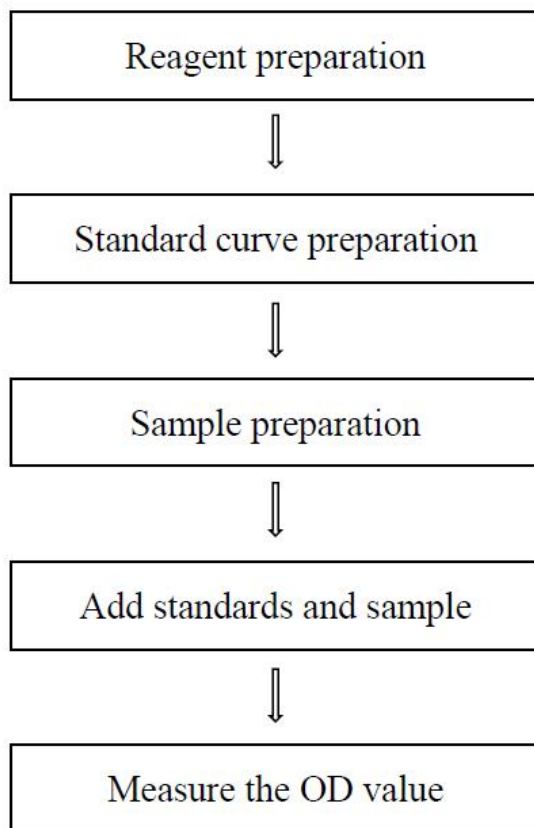 Reagent preparation
Standard curve preparation
Sample preparation
Add standards and sample
Measure the OD value